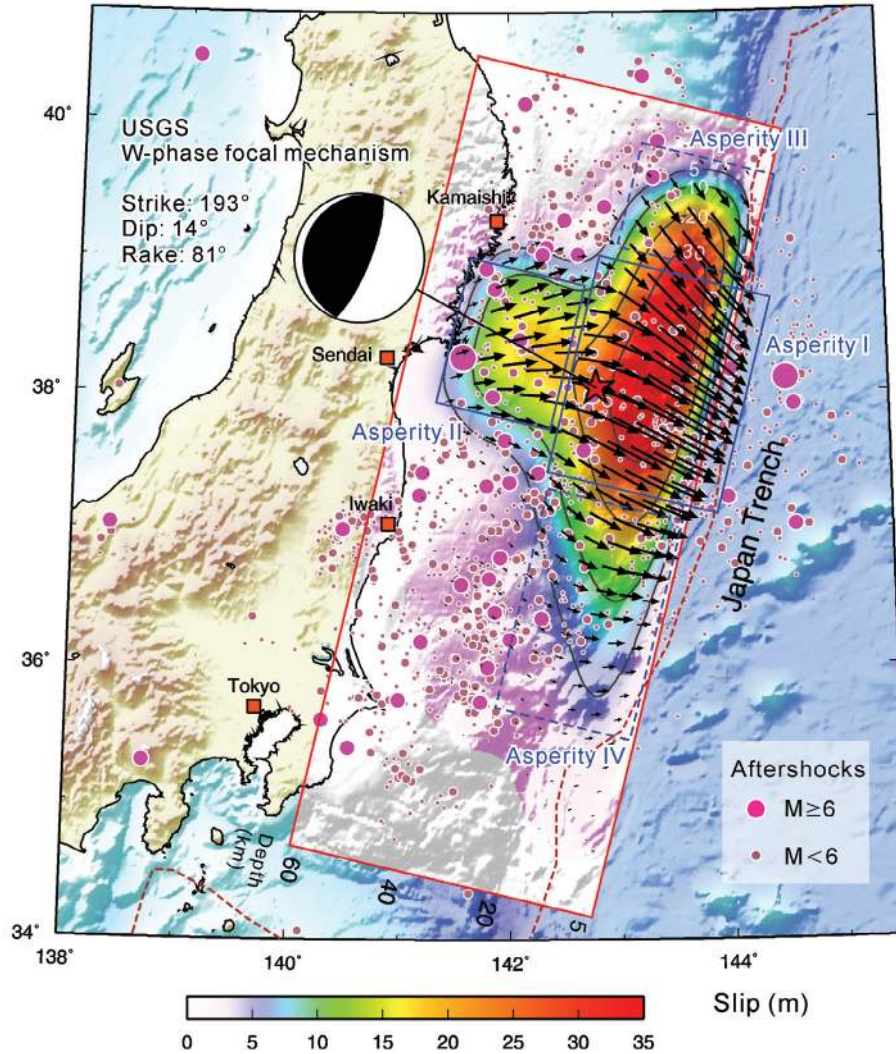 40°
38°
36°
34°
138°
140°
142°
144°
USGS
W-phase focal mechanism
Strike: 193°
Dip: 14°
Rake: 81°
Kamaishi
Sendai
Iwaki
Tokyo
Asperity III
Asperity I
Asperity II
Asperity IV
5
30
Japan Trench
Depth
(km)
60
40
20
5
Aftershocks
M≥6
M<6
0
5
10
15
20
25
30
35
Slip (m)